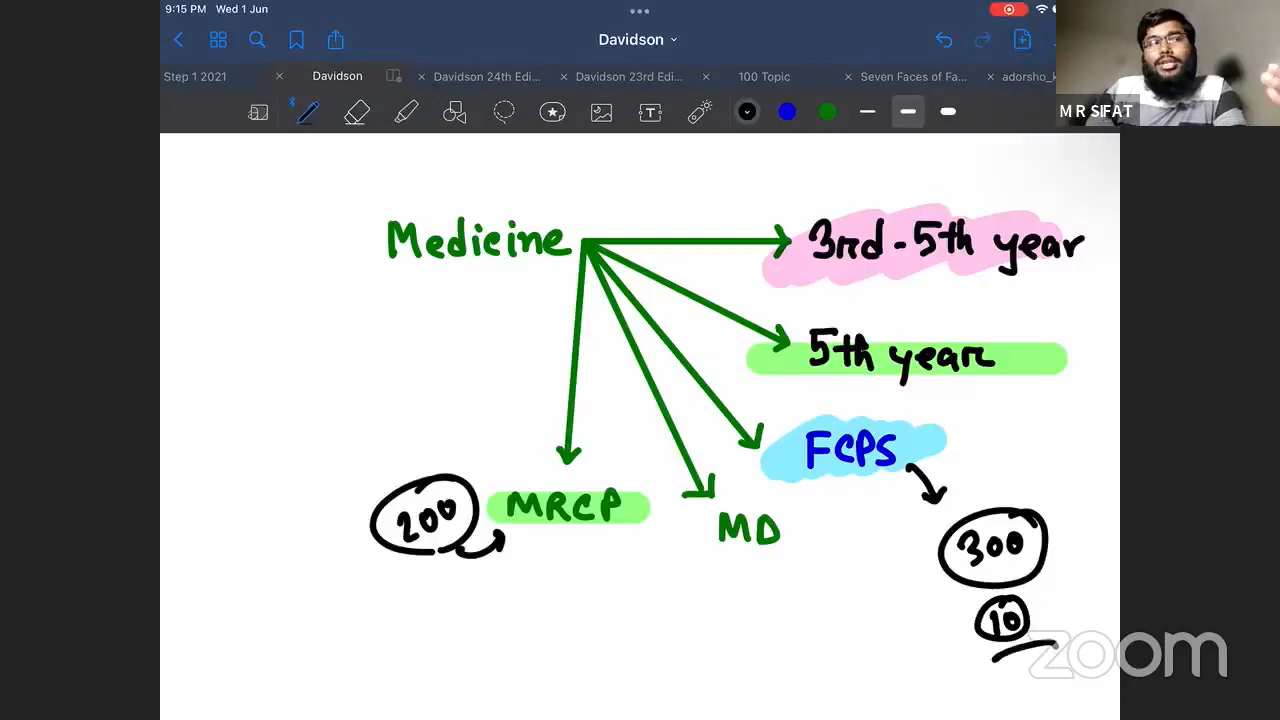 9:15 PM Wed 1 Jun
Davidson
Step 1 2021
Davidson
Davidson 24th Edi...
Davidson 23rd Edi...
100 Topic
Seven Faces of Fa...
adorsho_k
M R SIFAT
Medicine
3rd - 5th year
5th year
FCPS
MRCP
200
MD
300
10
zoom